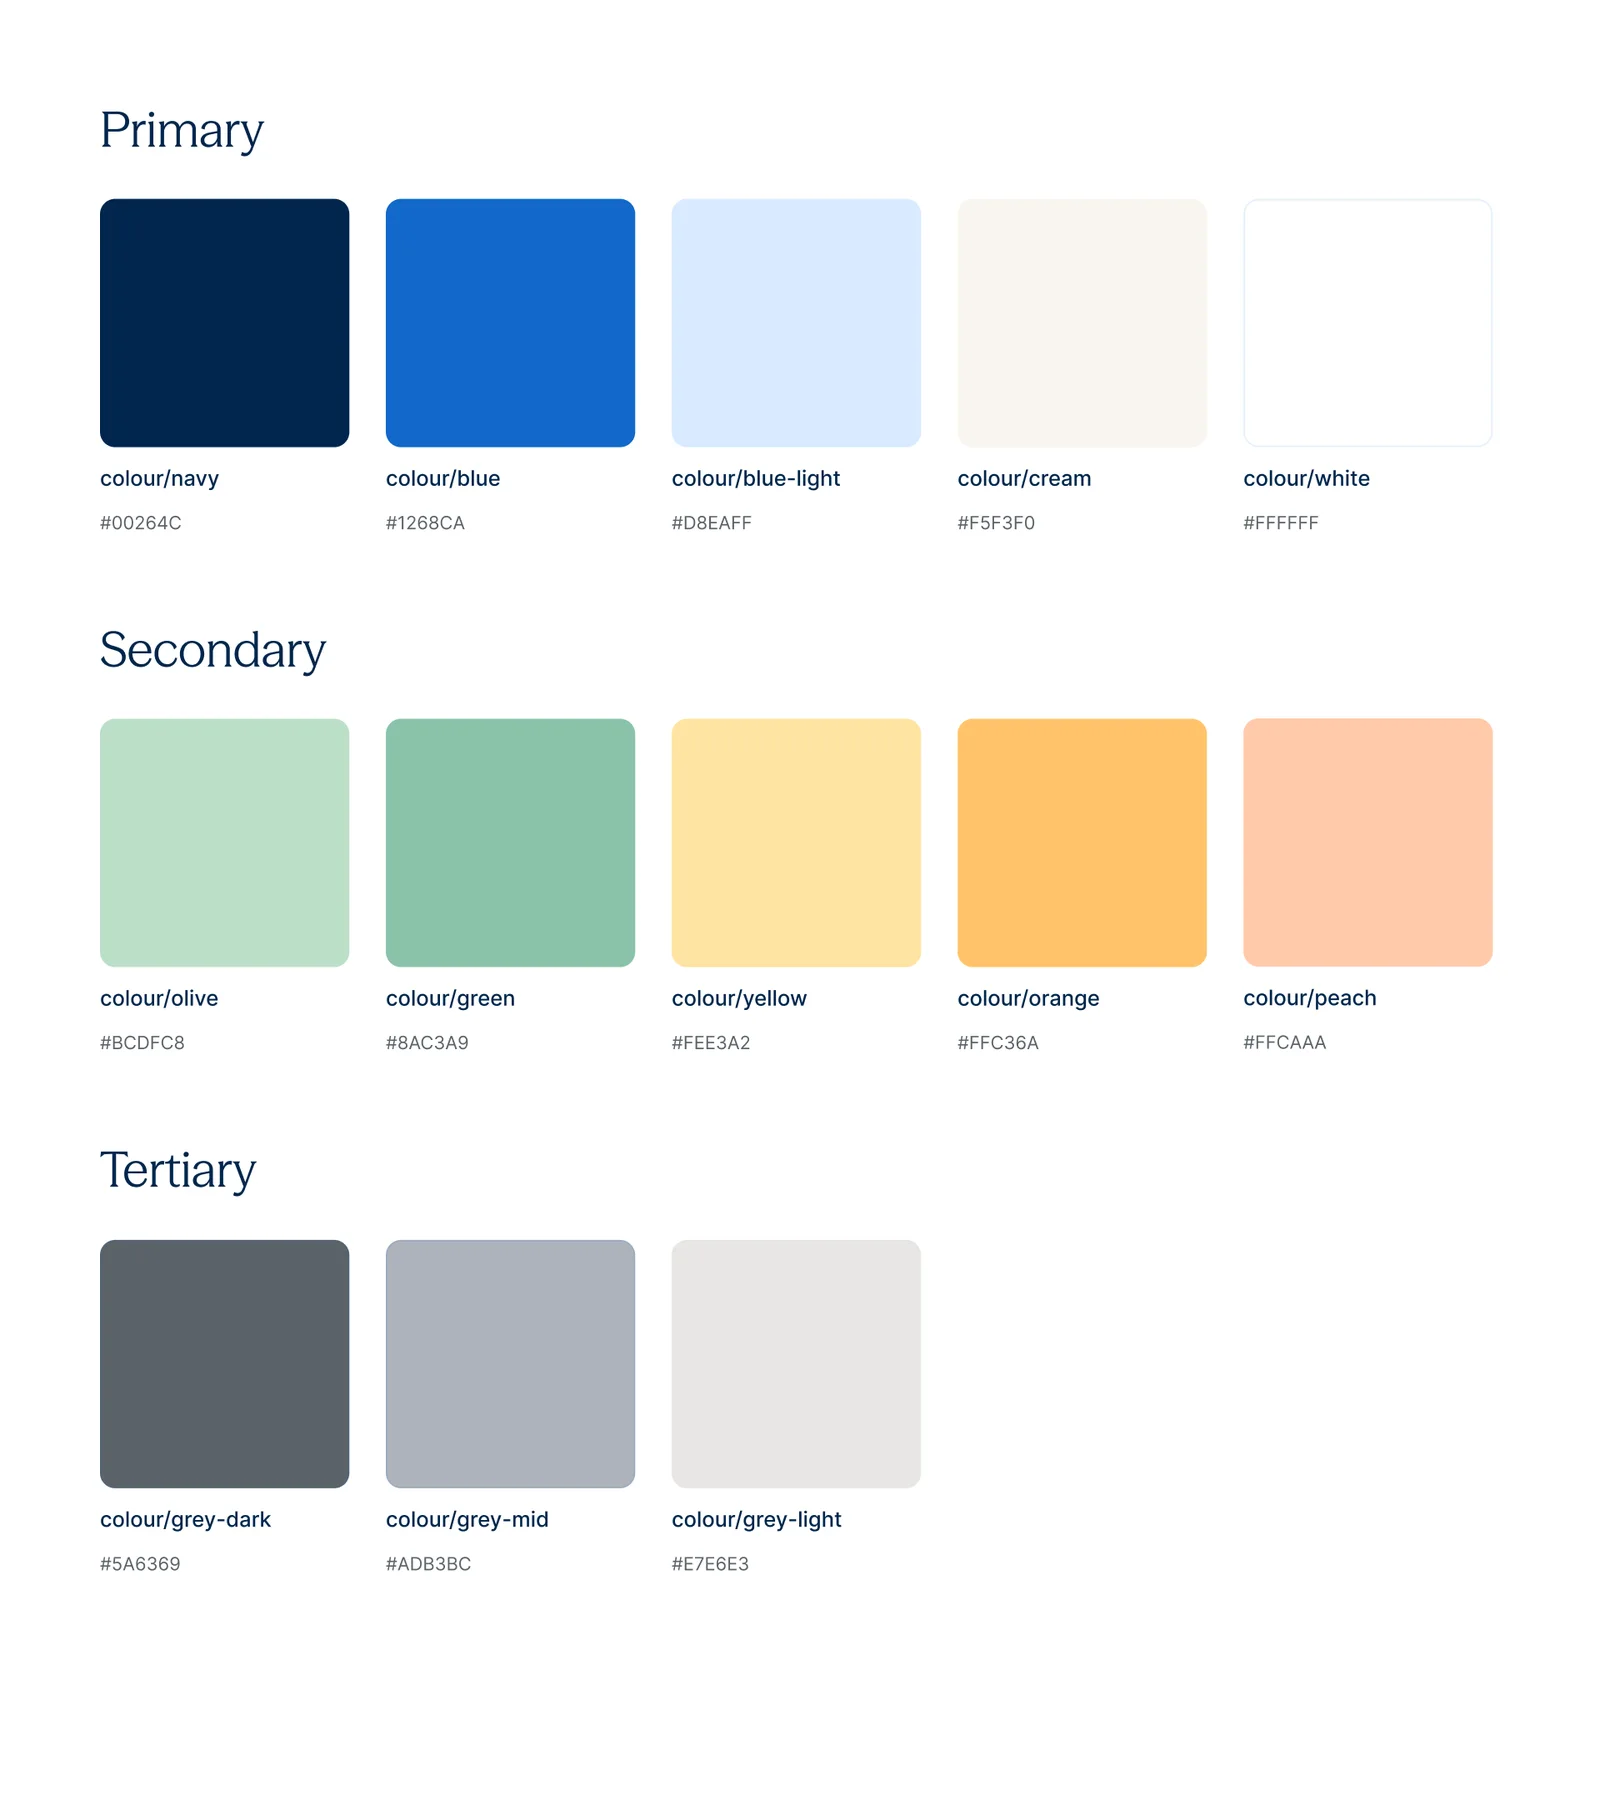 Primary
colour/navy
colour/blue
colour/blue-light
colour/cream
colour/white
#00264C
#1268CA
#D8EAFF
#F5F3F0
#FFFFFF
Secondary
colour/olive
colour/green
colour/yellow
colour/orange
colour/peach
#BCDFC8
#8AC3A9
#FEE3A2
#FFC36A
#FFCAAA
Tertiary
colour/grey-dark
colour/grey-mid
colour/grey-light
#5A6369
#ADB3BC
#E7E6E3